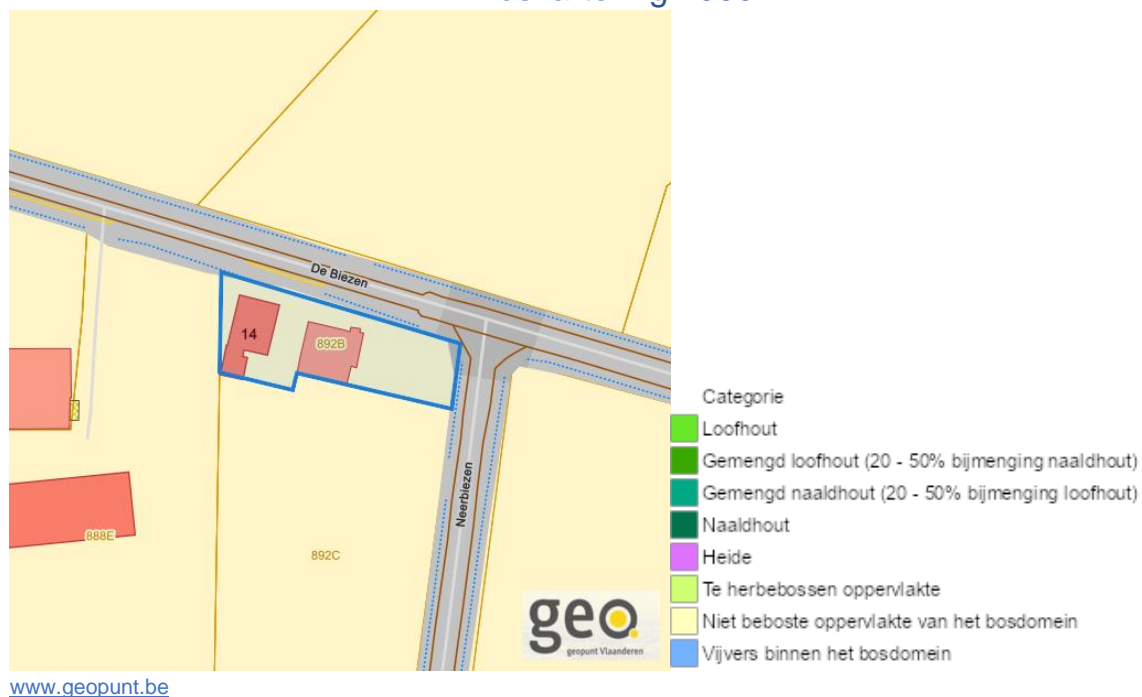 De Biezen
14
892B
Neerbiezen
888E
892C
geo
geopunt Vlaanderen
Categorie
Loofhout
Gemengd loofhout (20 - 50% bijmenging naaldhout)
Gemengd naaldhout (20 - 50% bijmenging loofhout)
Naaldhout
Heide
Te herbebossen oppervlakte
Niet beboste oppervlakte van het bosdomein
Vijvers binnen het bosdomein
www.geopunt.be